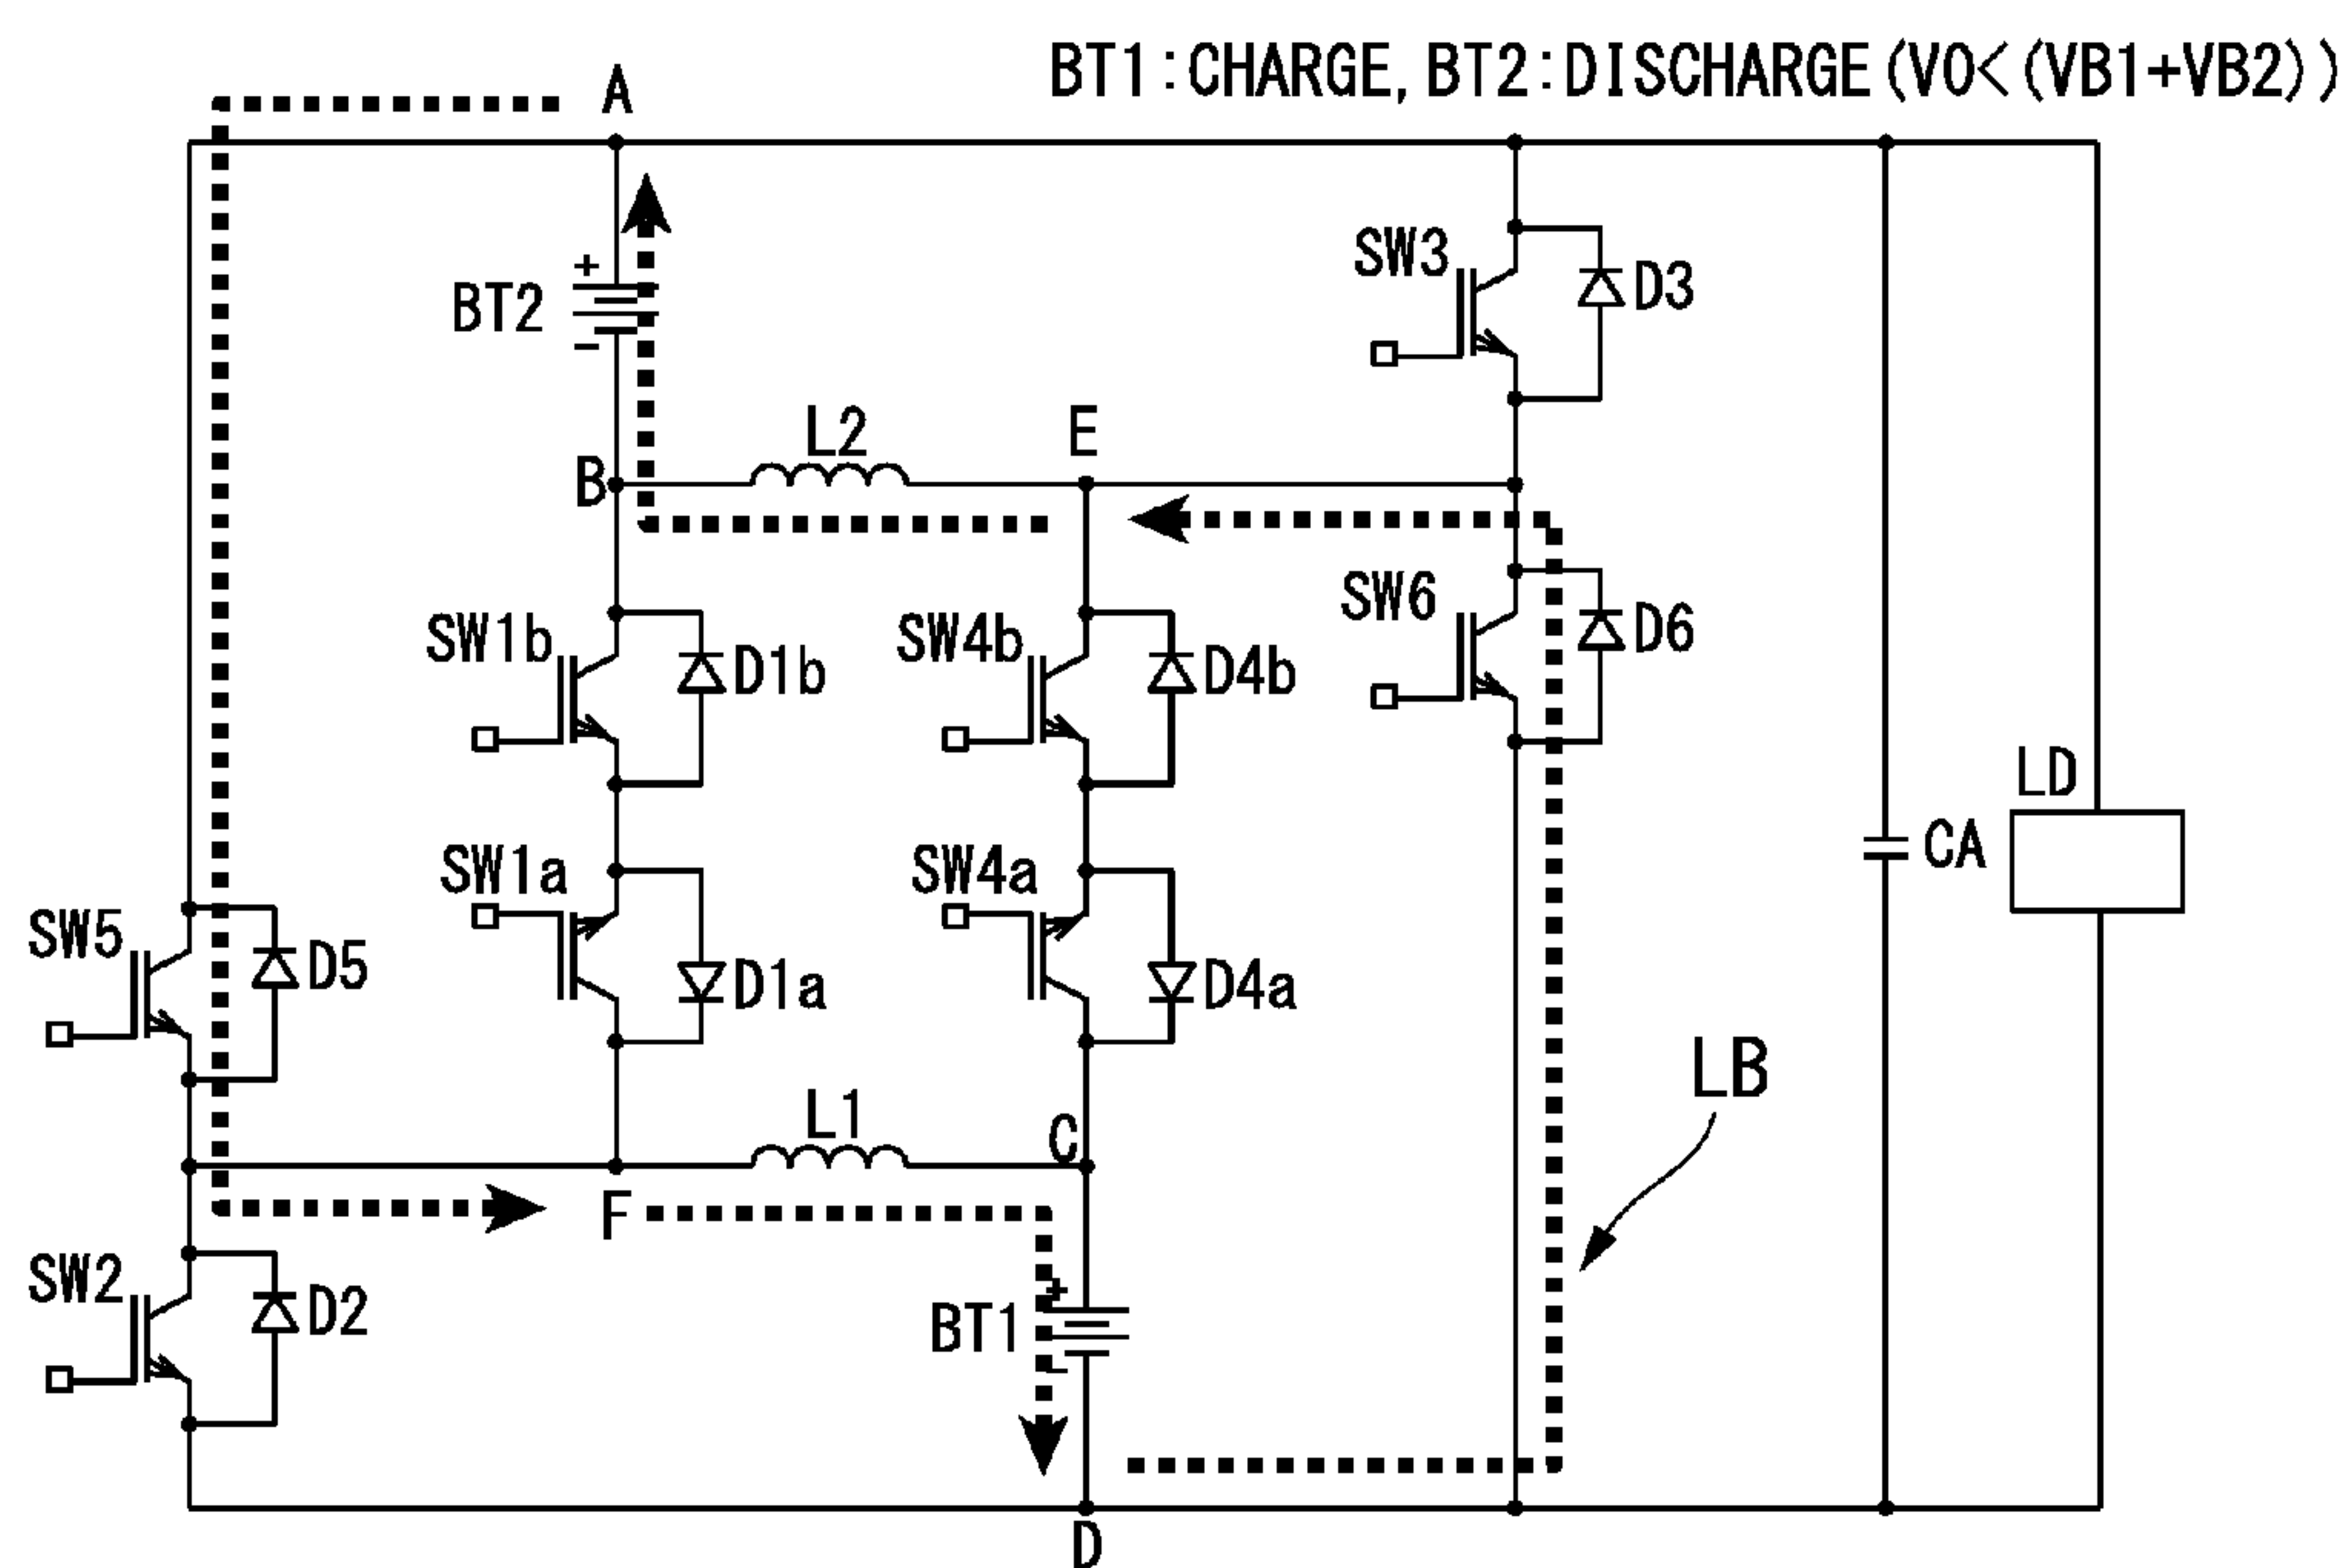 BT1:CHARGE, BT2:DISCHARGE(V0<(VB1+VB2))
A
SW3
D3
+
BT2
-
L2
E
B
SW6
D6
SW1b
D1b
SW4b
D4b
LD
CA
SW1a
D1a
SW4a
D4a
SW5
D5
LB
L1
C
F
SW2
D2
+
BT1
-
D